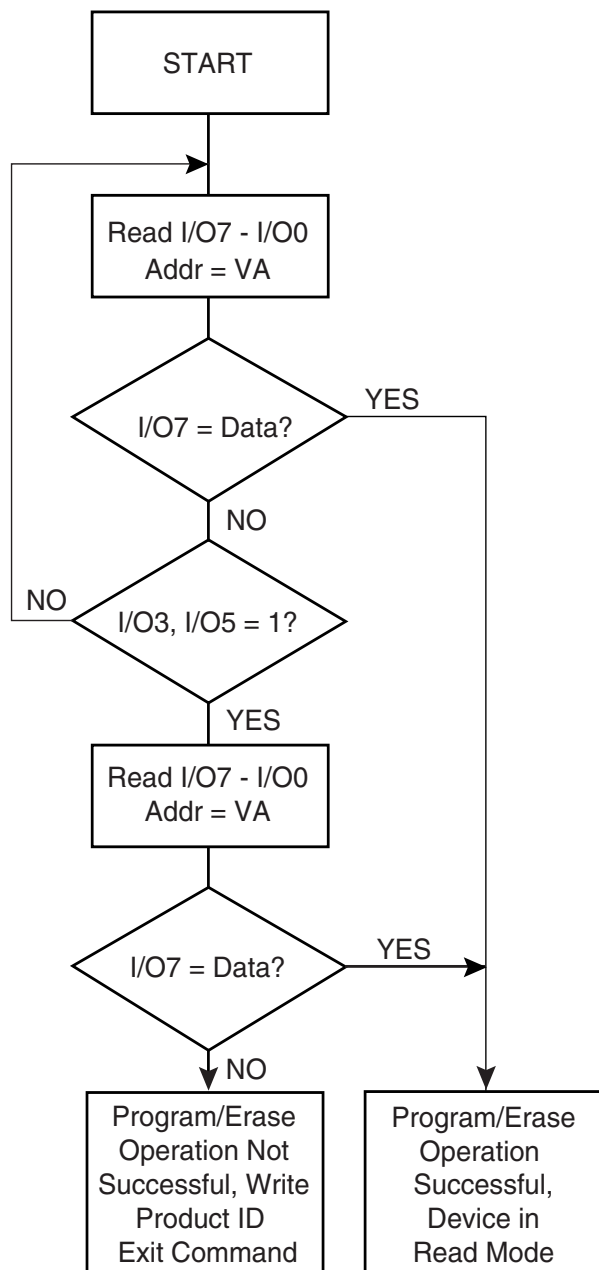 START
Read I/O7 - I/O0
Addr = VA
I/O7 = Data?
YES
NO
NO
I/O3, I/O5 = 1?
YES
Read I/O7 - I/O0
Addr = VA
I/O7 = Data?
YES
NO
Program/Erase
Operation Not
Successful, Write
Product ID
Exit Command
Program/Erase
Operation
Successful,
Device in
Read Mode